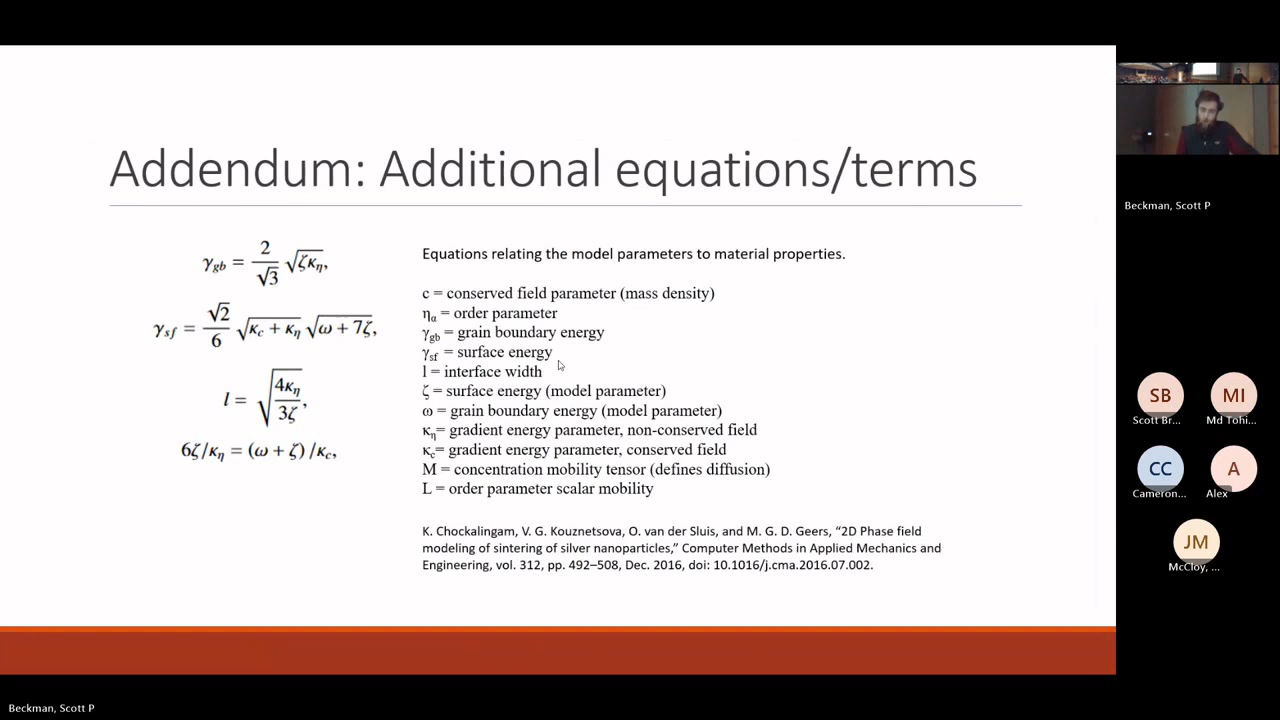 Addendum: Additional equations/terms
γgb = 2/√3 √ζκη,
γsf = √2/6 √κc + κη √ω + 7ζ,
l = √4κη/3ζ,
6ζ/κη = (ω + ζ) /κc,
Equations relating the model parameters to material properties.
c = conserved field parameter (mass density)
ηα = order parameter
γgb = grain boundary energy
γsf = surface energy
l = interface width
ζ = surface energy (model parameter)
ω = grain boundary energy (model parameter)
κη= gradient energy parameter, non-conserved field
κc= gradient energy parameter, conserved field
M = concentration mobility tensor (defines diffusion)
L = order parameter scalar mobility
K. Chockalingam, V. G. Kouznetsova, O. van der Sluis, and M. G. D. Geers, “2D Phase field
modeling of sintering of silver nanoparticles,” Computer Methods in Applied Mechanics and
Engineering, vol. 312, pp. 492–508, Dec. 2016, doi: 10.1016/j.cma.2016.07.002.
Beckman, Scott P
SB
MI
Scott Br...
Md Tohi...
CC
A
Cameron...
Alex
JM
McCloy, ...
Beckman, Scott P